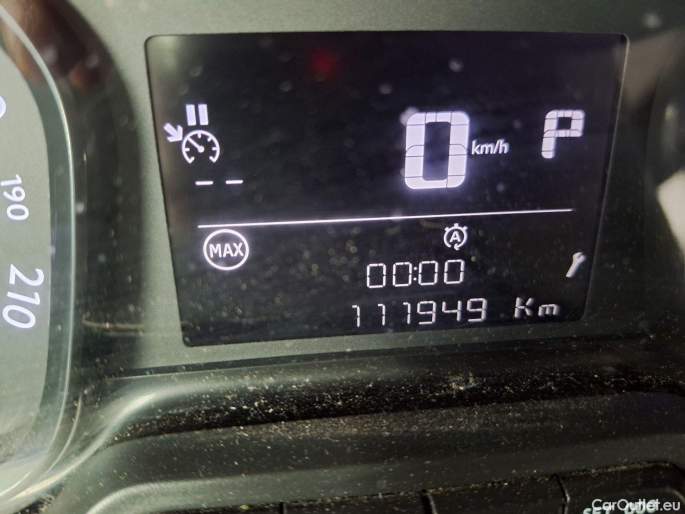 0 km/h P
– –
MAX
A
00:00
111949 Km
190
210
CarOutlet.eu